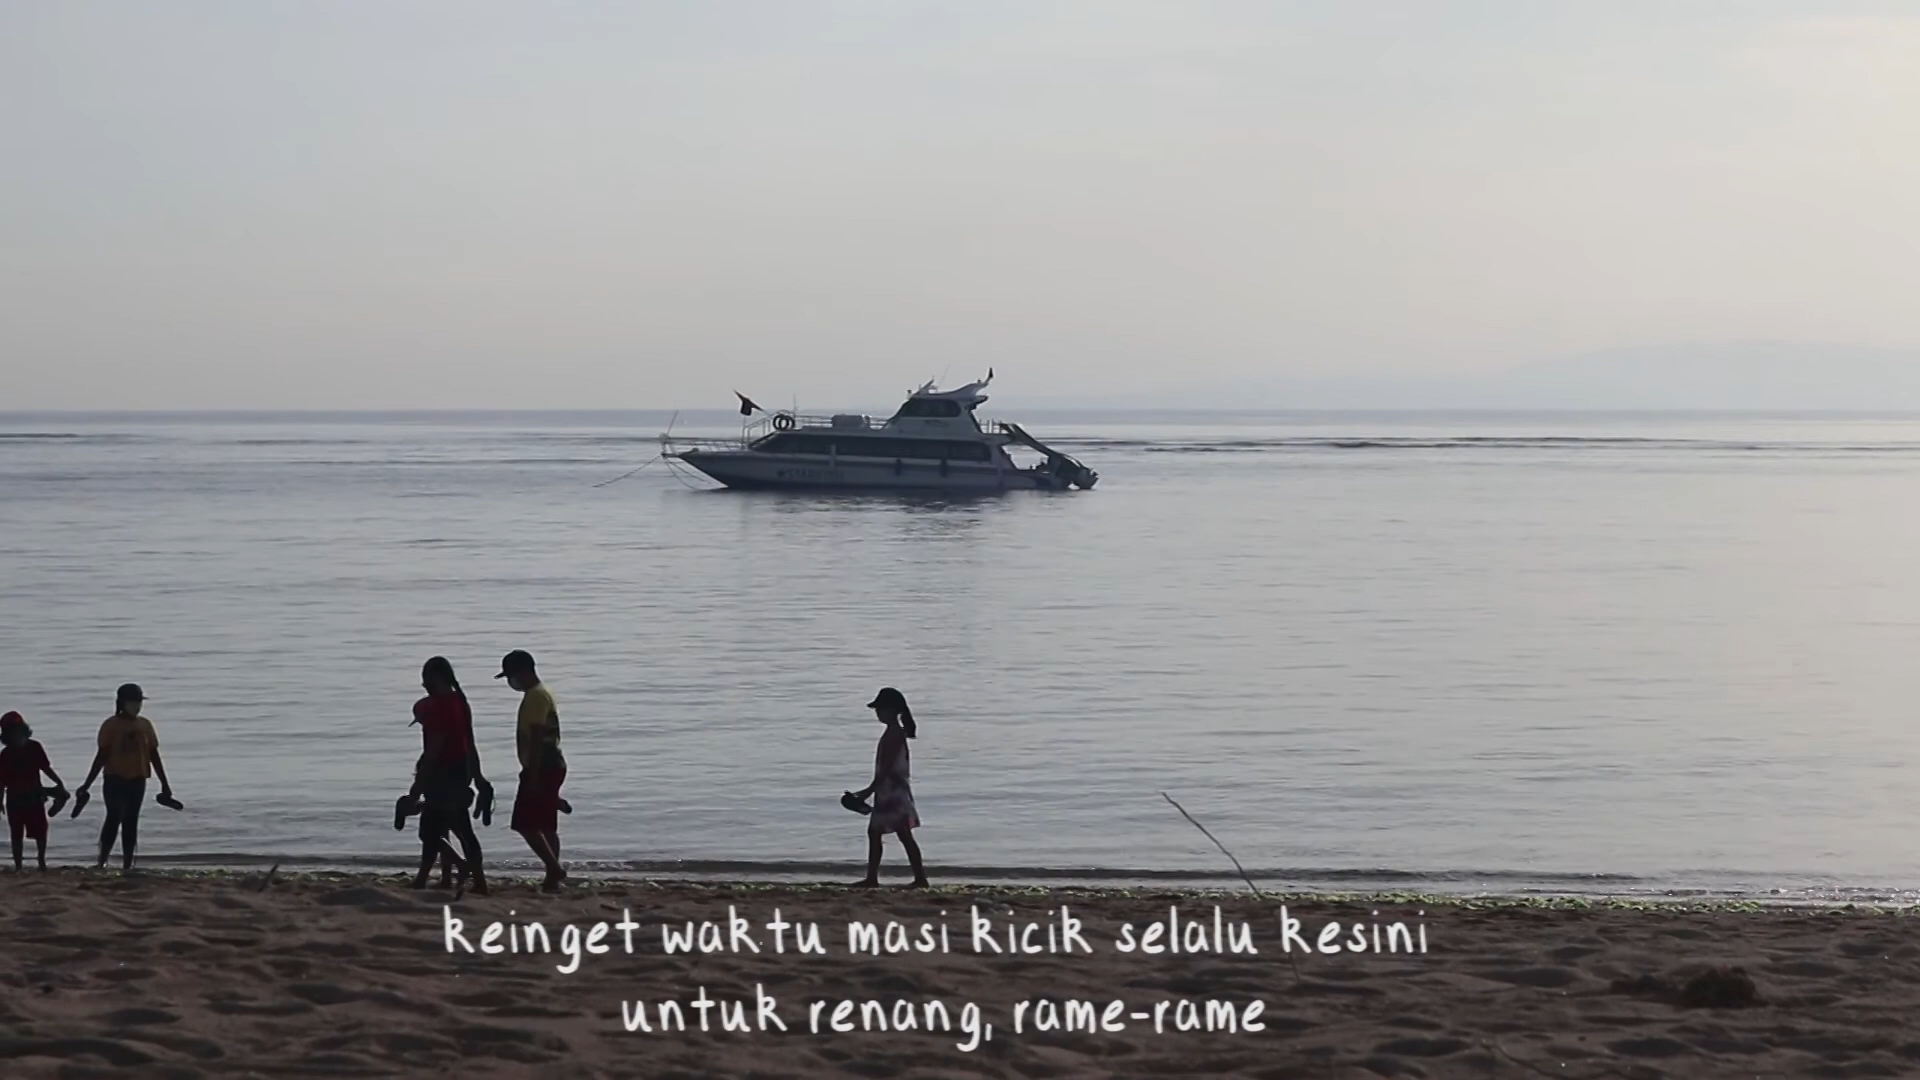 keinget waktu masi kicik selalu kesini
untuk renang, rame-rame